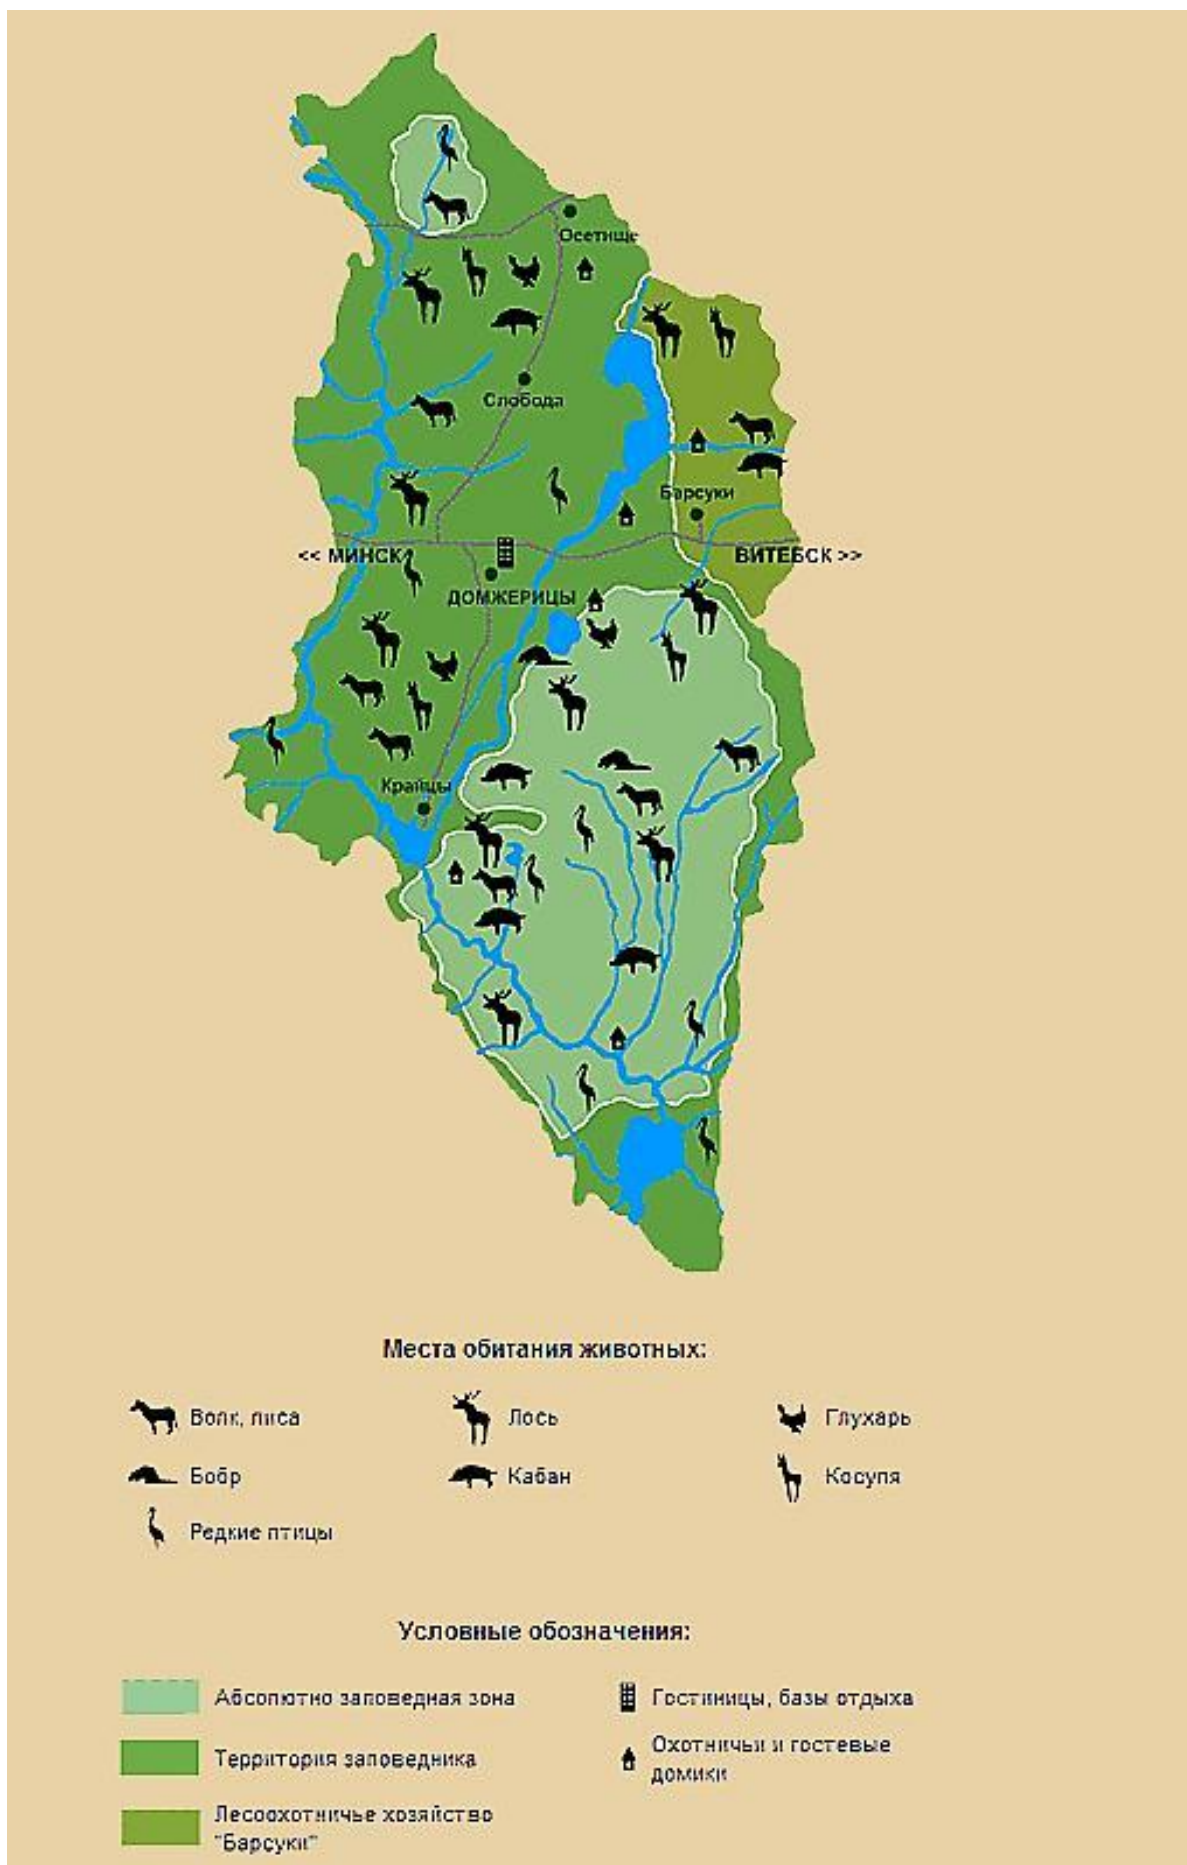 Осетище
Слобода
Барсуки
<< МИНСК
ВИТЕБСК >>
ДОМЖЕРИЦЫ
Крайцы
Места обитания животных:
Волк, лиса
Лось
Глухарь
Бобр
Кабан
Косуля
Редкие птицы
Условные обозначения:
Абсолютно заповедная зона
Гостиницы, базы отдыха
Территория заповедника
Охотничьи и гостевые
домики
Лесоохотничье хозяйство
"Барсуки"